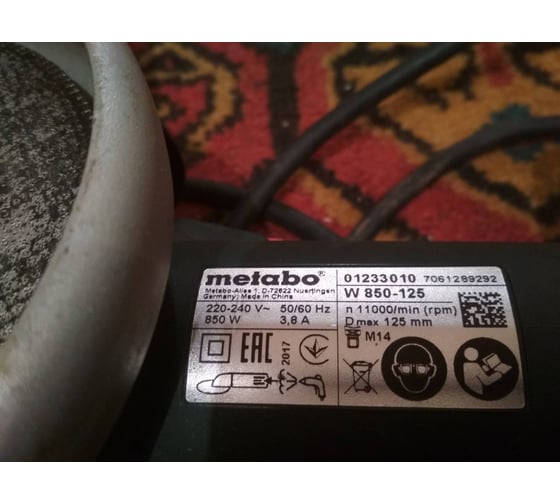 metabo
01233010 7061289292
Metabo-Allee 1, D-72622 Nuertingen
Germany; Made in China
W 850-125
220-240 V~ 50/60 Hz
850 W 3,8 A
n 11000/min (rpm)
D max 125 mm
M14
EAC
2017